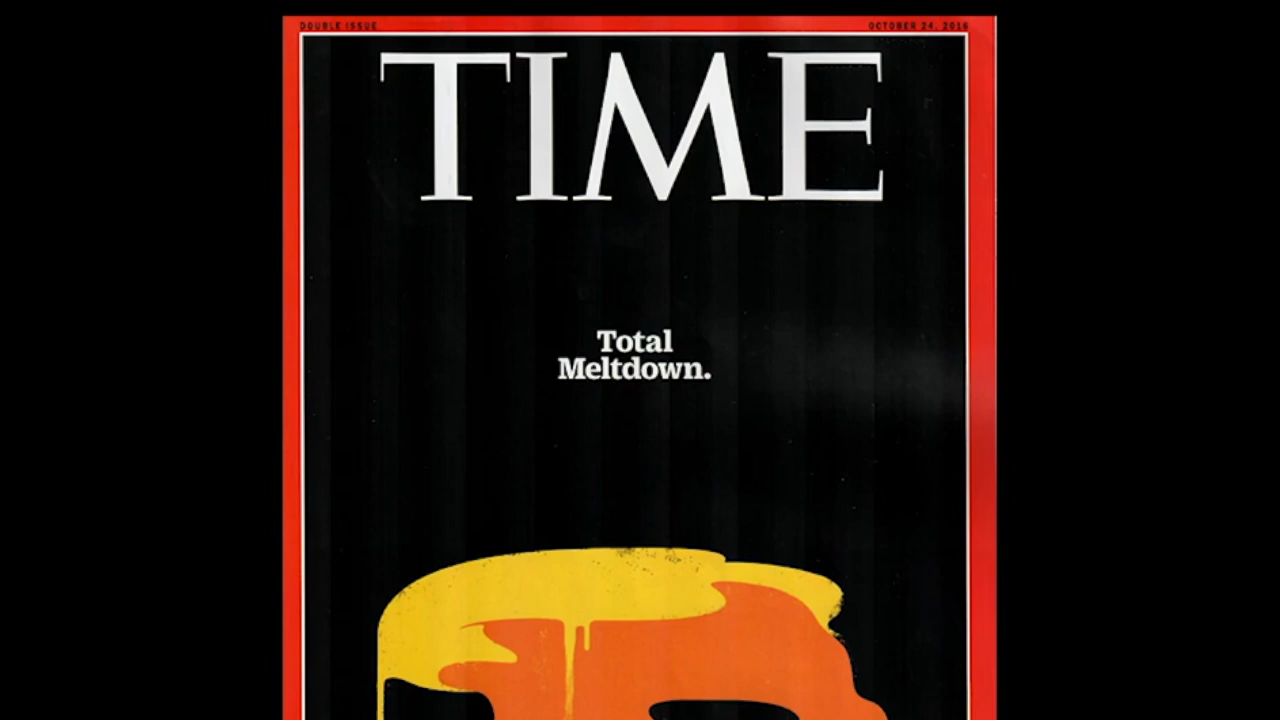 DOUBLE ISSUE
OCTOBER 24, 2016
TIME
Total
Meltdown.